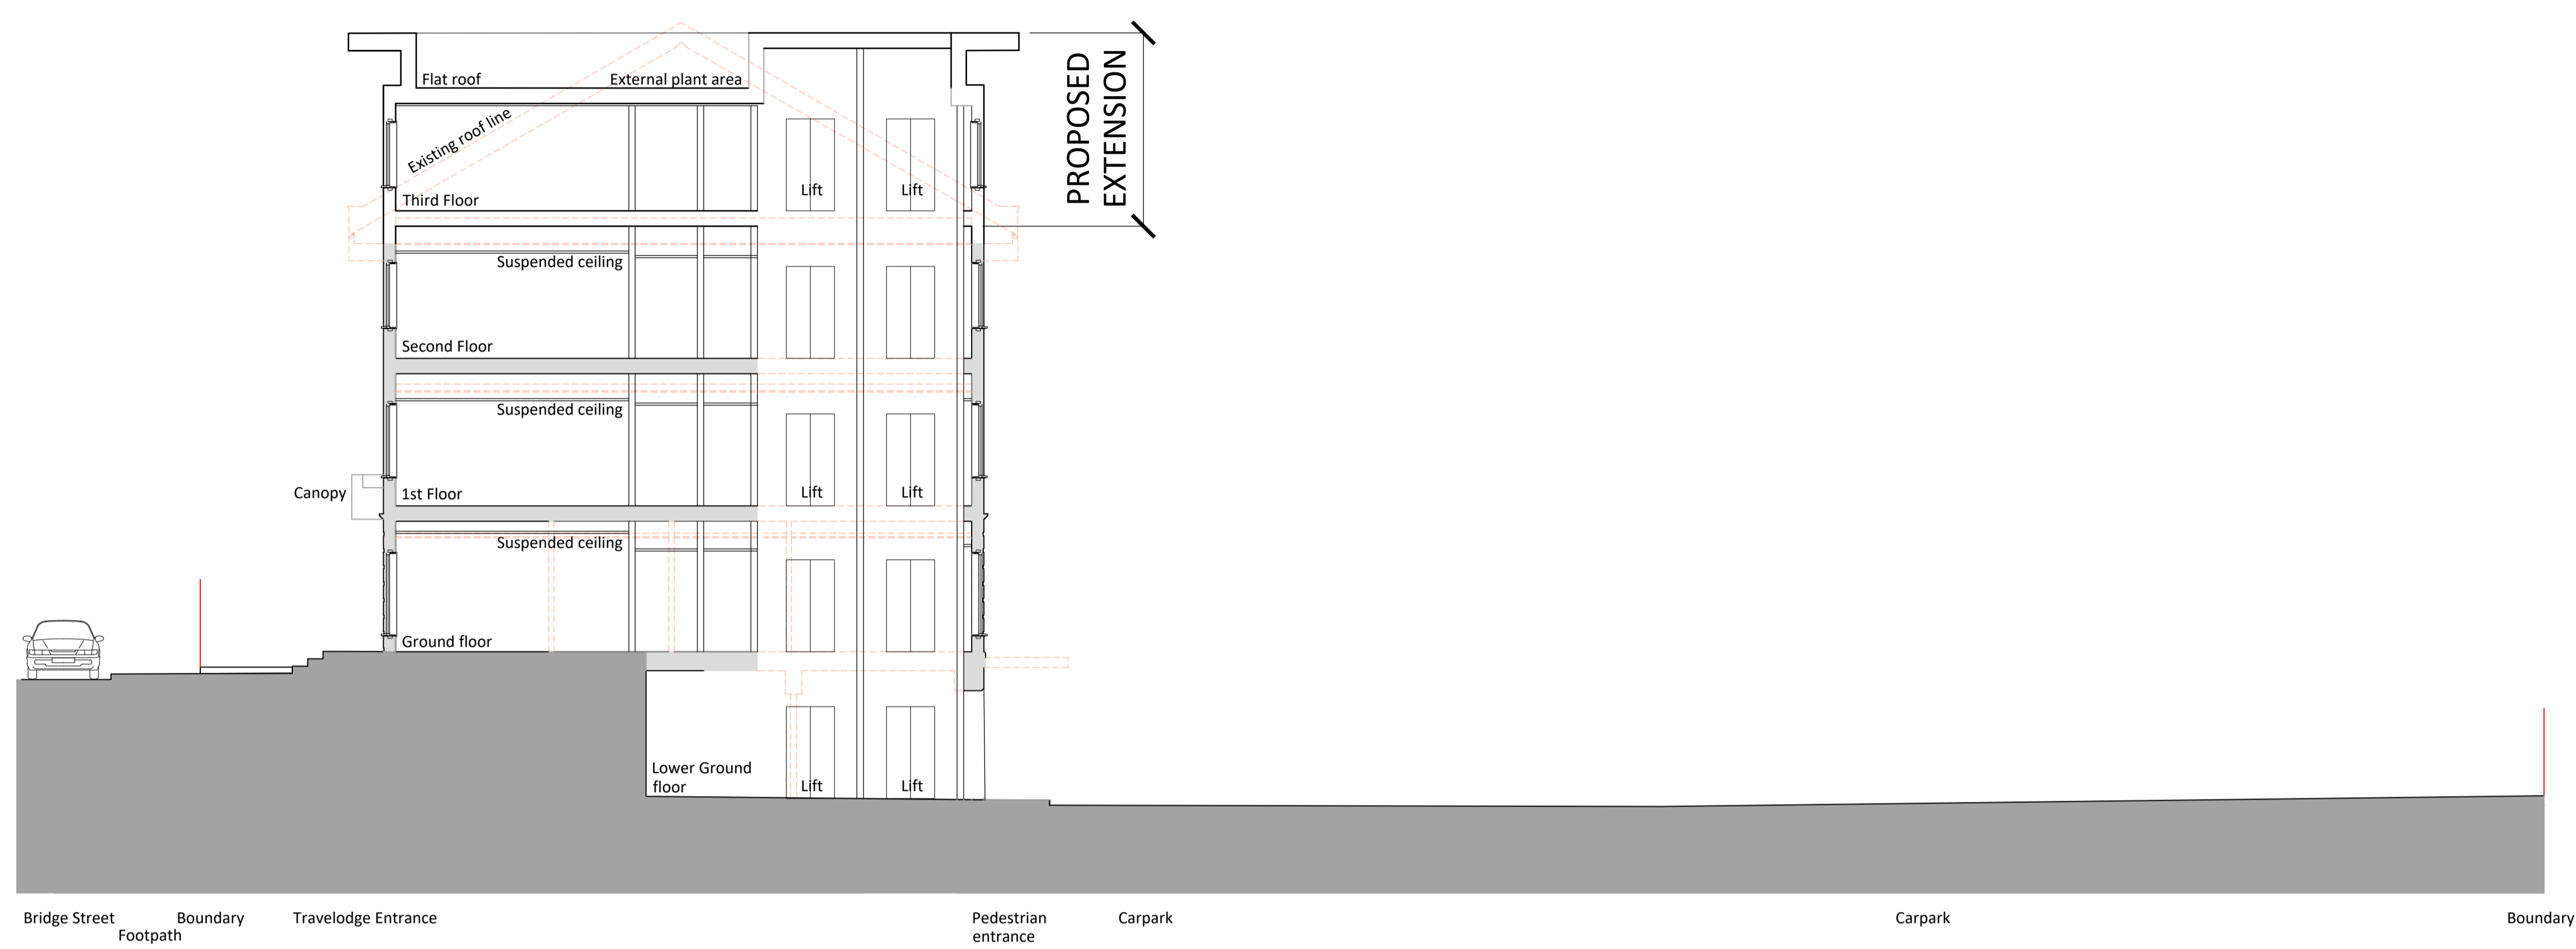 PROPOSED
EXTENSION
Flat roof
External plant area
Existing roof line
Lift
Lift
Third Floor
Suspended ceiling
Second Floor
Suspended ceiling
Canopy
1st Floor
Lift
Lift
Suspended ceiling
Ground floor
Lower Ground
floor
Lift
Lift
Bridge Street
Footpath
Boundary
Travelodge Entrance
Pedestrian
entrance
Carpark
Carpark
Boundary